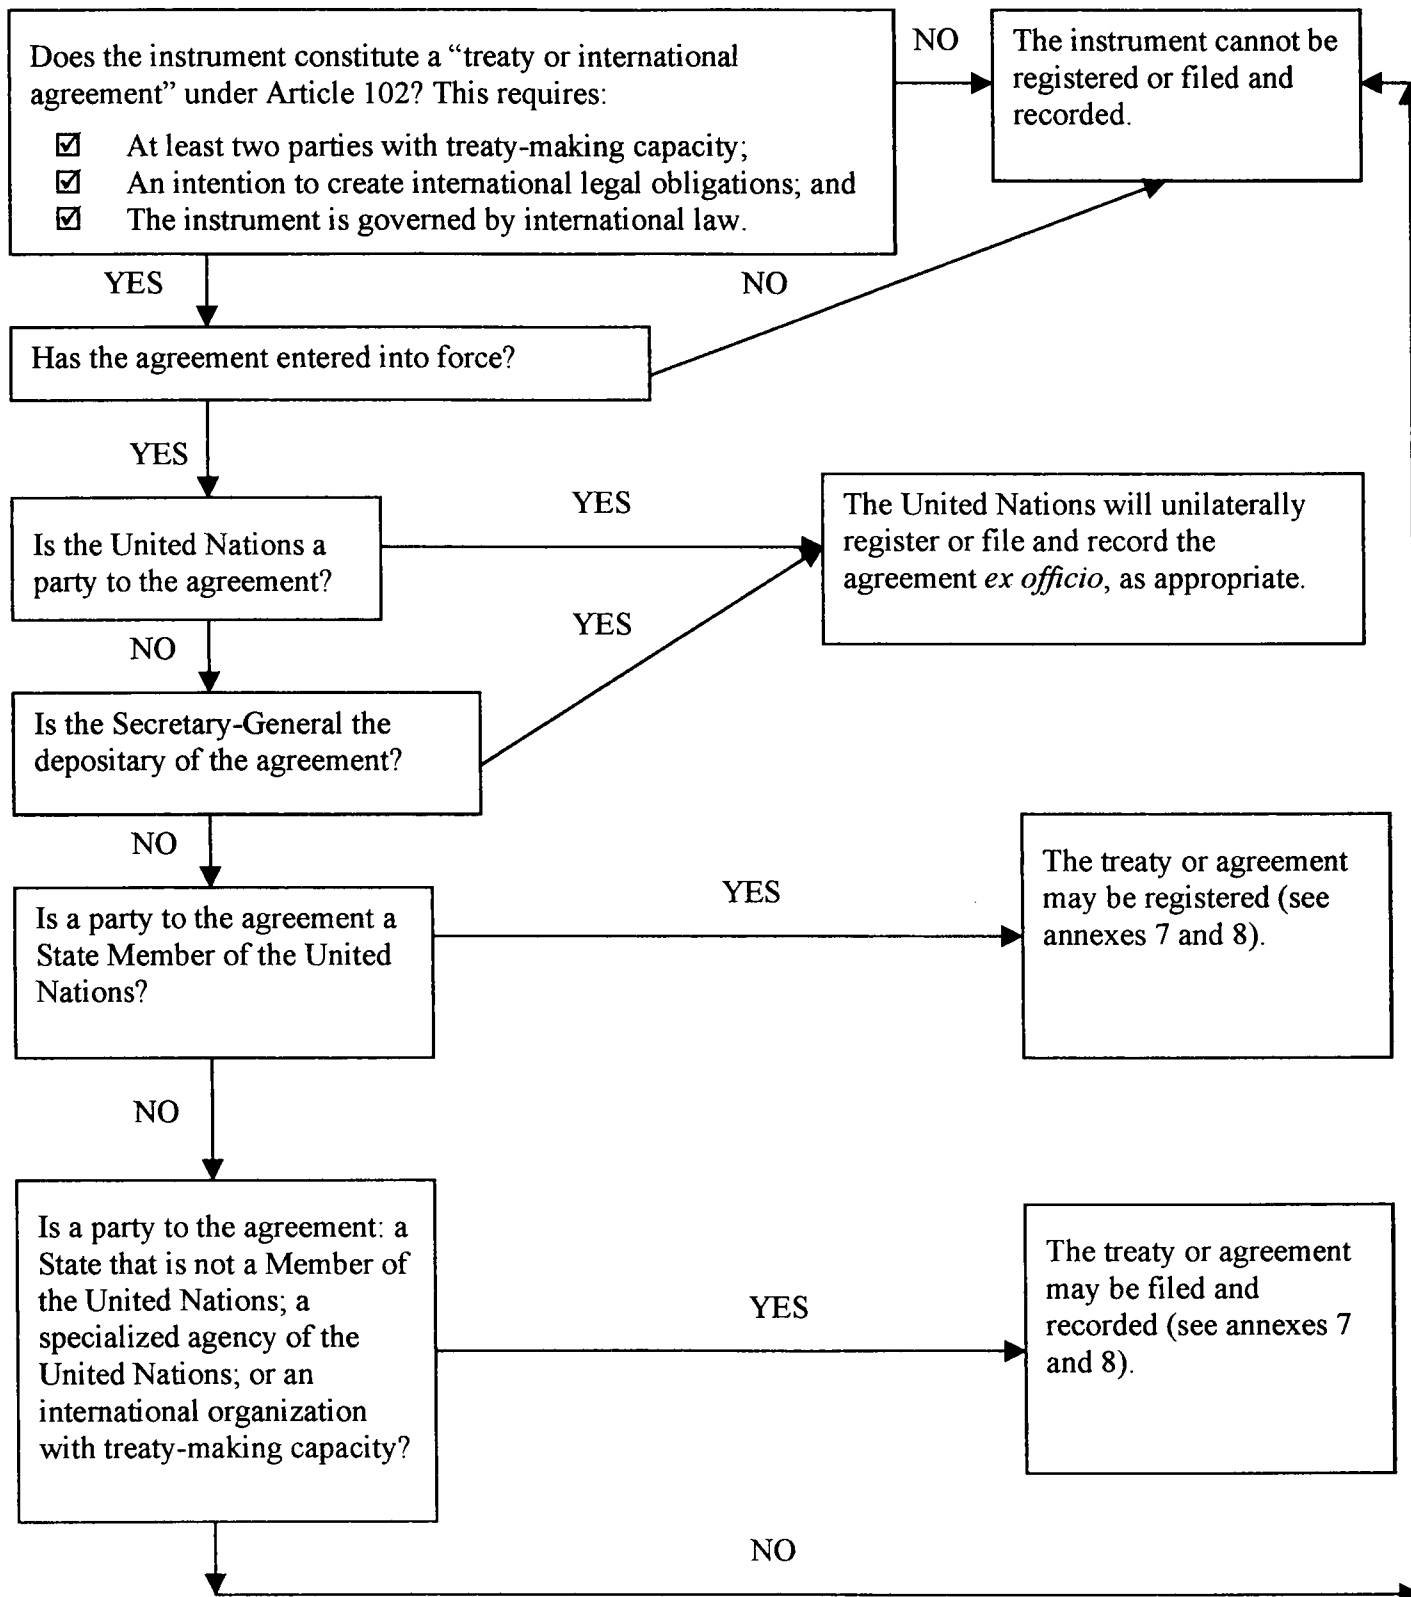 Does the instrument constitute a “treaty or international
agreement” under Article 102? This requires:
☑ At least two parties with treaty-making capacity;
☑ An intention to create international legal obligations; and
☑ The instrument is governed by international law.
NO
The instrument cannot be
registered or filed and
recorded.
YES
NO
Has the agreement entered into force?
YES
Is the United Nations a
party to the agreement?
YES
The United Nations will unilaterally
register or file and record the
agreement ex officio, as appropriate.
NO
YES
Is the Secretary-General the
depositary of the agreement?
NO
Is a party to the agreement a
State Member of the United
Nations?
YES
The treaty or agreement
may be registered (see
annexes 7 and 8).
NO
Is a party to the agreement: a
State that is not a Member of
the United Nations; a
specialized agency of the
United Nations; or an
international organization
with treaty-making capacity?
YES
The treaty or agreement
may be filed and
recorded (see annexes 7
and 8).
NO